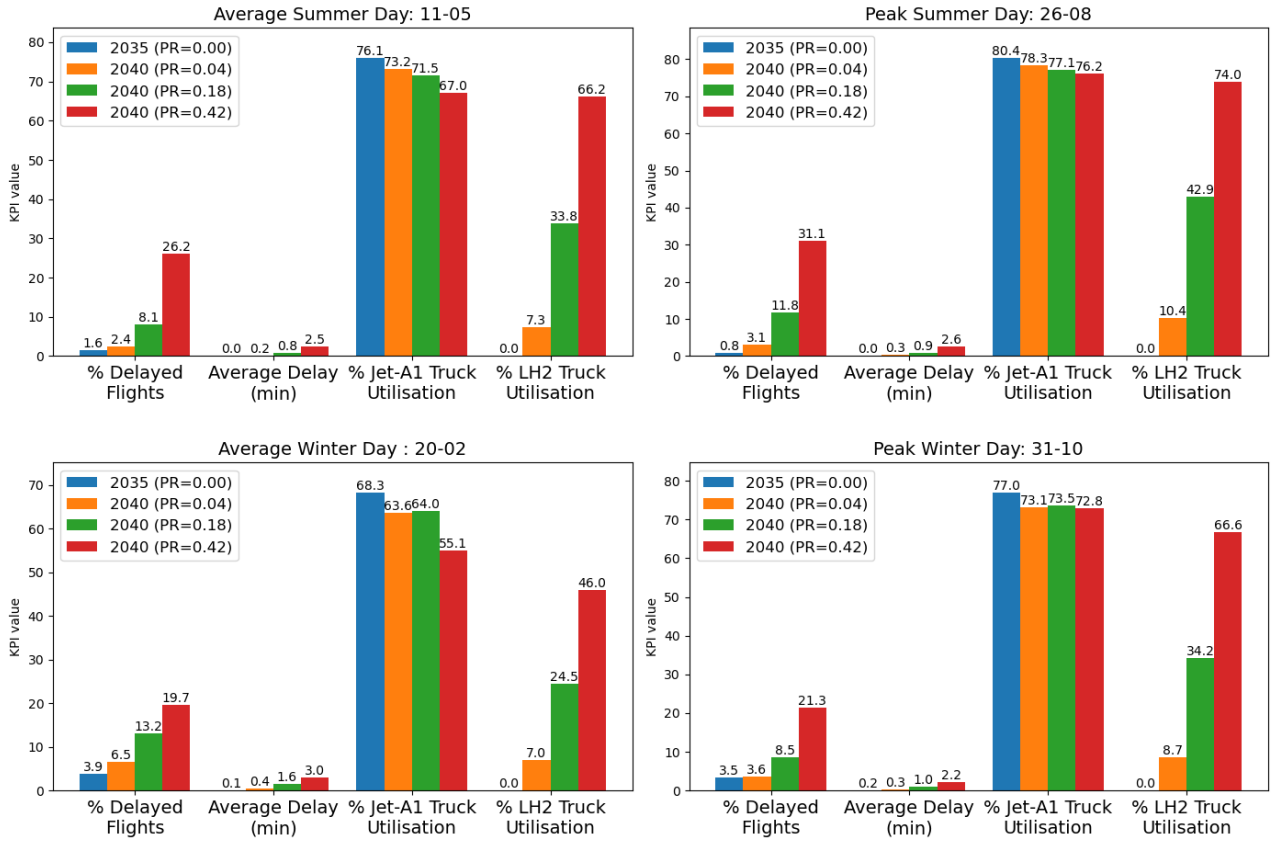 Average Summer Day: 11-05
80
70
60
50
40
30
20
10
0
KPI value
2035 (PR=0.00)
2040 (PR=0.04)
2040 (PR=0.18)
2040 (PR=0.42)
1.6
2.4
8.1
26.2
0.0
0.2
0.8
2.5
76.1
73.2
71.5
67.0
0.0
7.3
33.8
66.2
% Delayed
Flights
Average Delay
(min)
% Jet-A1 Truck
Utilisation
% LH2 Truck
Utilisation
Peak Summer Day: 26-08
80
70
60
50
40
30
20
10
0
KPI value
2035 (PR=0.00)
2040 (PR=0.04)
2040 (PR=0.18)
2040 (PR=0.42)
0.8
3.1
11.8
31.1
0.0
0.3
0.9
2.6
80.4
78.3
77.1
76.2
0.0
10.4
42.9
74.0
% Delayed
Flights
Average Delay
(min)
% Jet-A1 Truck
Utilisation
% LH2 Truck
Utilisation
Average Winter Day : 20-02
70
60
50
40
30
20
10
0
KPI value
2035 (PR=0.00)
2040 (PR=0.04)
2040 (PR=0.18)
2040 (PR=0.42)
3.9
6.5
13.2
19.7
0.1
0.4
1.6
3.0
68.3
63.6
64.0
55.1
0.0
7.0
24.5
46.0
% Delayed
Flights
Average Delay
(min)
% Jet-A1 Truck
Utilisation
% LH2 Truck
Utilisation
Peak Winter Day: 31-10
80
70
60
50
40
30
20
10
0
KPI value
2035 (PR=0.00)
2040 (PR=0.04)
2040 (PR=0.18)
2040 (PR=0.42)
3.5
3.6
8.5
21.3
0.2
0.3
1.0
2.2
77.0
73.1
73.5
72.8
0.0
8.7
34.2
66.6
% Delayed
Flights
Average Delay
(min)
% Jet-A1 Truck
Utilisation
% LH2 Truck
Utilisation